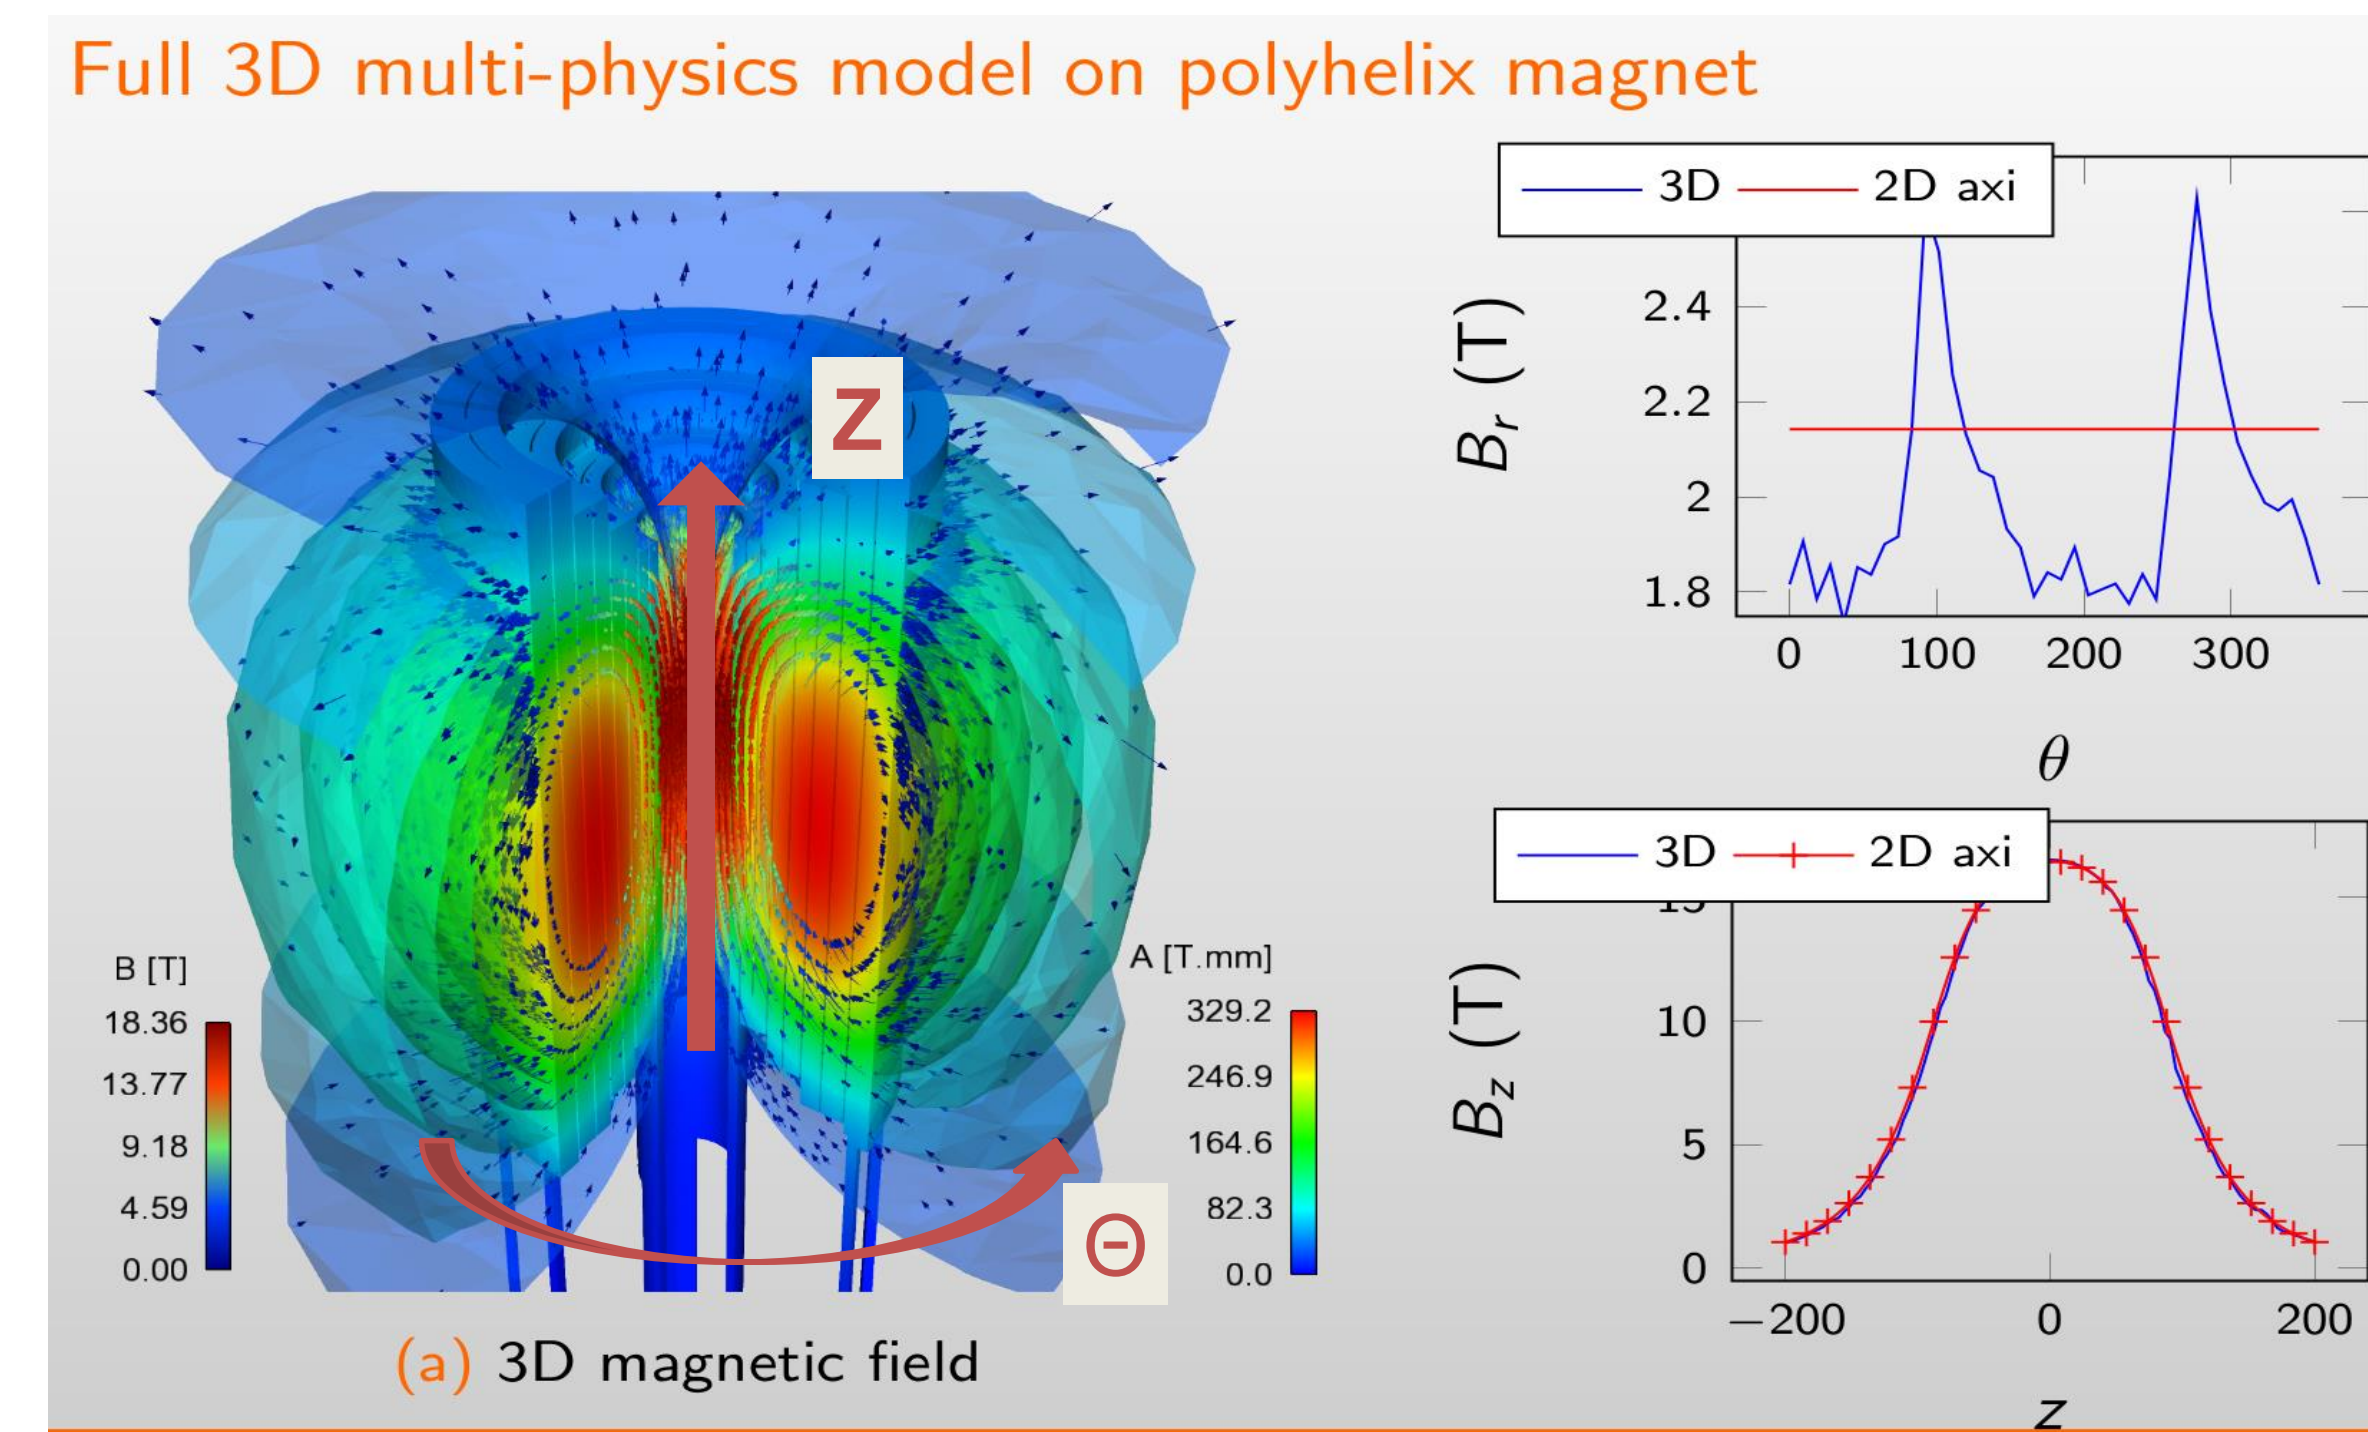 Full 3D multi-physics model on polyhelix magnet
3D 2D axi
B_r (T)
2.4
2.2
2
1.8
0 100 200 300
θ
Z
B [T]
18.36
13.77
9.18
4.59
0.00
A [T.mm]
329.2
246.9
164.6
82.3
0.0
Θ
(a) 3D magnetic field
3D 2D axi
B_z (T)
10
5
0
−200 0 200
z